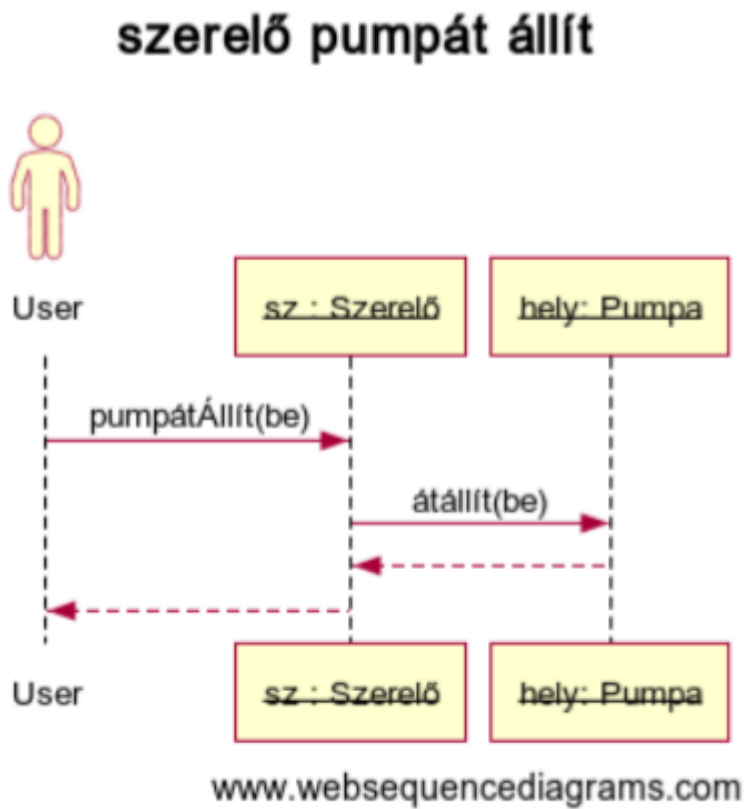 szerelő pumpát állít
User
sz : Szerelő
hely: Pumpa
pumpátÁllít(be)
átállít(be)
User
sz : Szerelő
hely: Pumpa
www.websequencediagrams.com